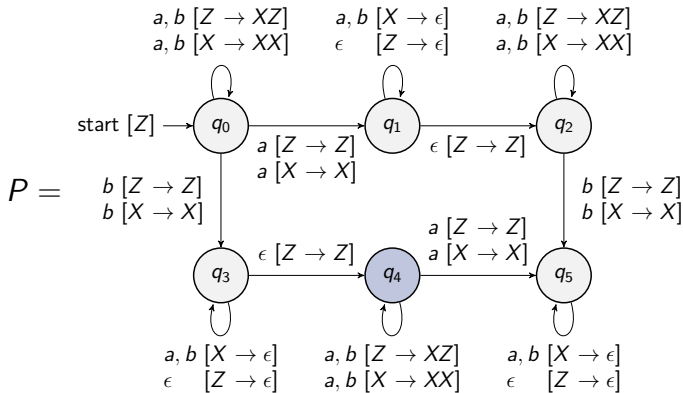 a, b [Z → XZ]
a, b [X → XX]
a, b [X → ϵ]
ϵ [Z → ϵ]
a, b [Z → XZ]
a, b [X → XX]
start [Z]
q0
q1
q2
a [Z → Z]
a [X → X]
ϵ [Z → Z]
P =
b [Z → Z]
b [X → X]
b [Z → Z]
b [X → X]
q3
ϵ [Z → Z]
q4
a [Z → Z]
a [X → X]
q5
a, b [X → ϵ]
ϵ [Z → ϵ]
a, b [Z → XZ]
a, b [X → XX]
a, b [X → ϵ]
ϵ [Z → ϵ]